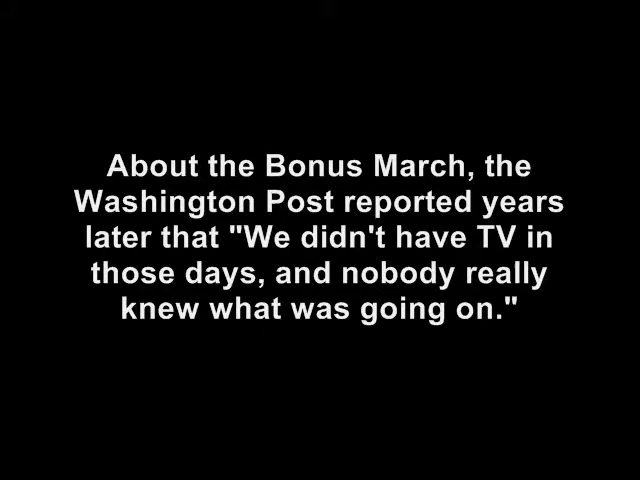 About the Bonus March, the
Washington Post reported years
later that "We didn't have TV in
those days, and nobody really
knew what was going on."